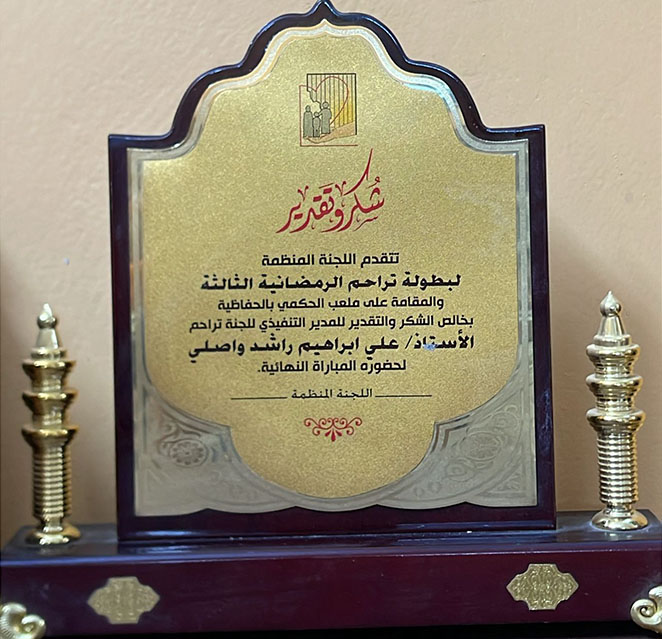 شكر وتقدير
تتقدم اللجنة المنظمة
لبطولة تراحم الرمضانية الثالثة
والمقامة على ملعب الحكمي بالحفاظية
بخالص الشكر والتقدير للمدير التنفيذي للجنة تراحم
الأستاذ/ علي ابراهيم راشد واصلي
لحضوره المباراة النهائية.
اللجنة المنظمة